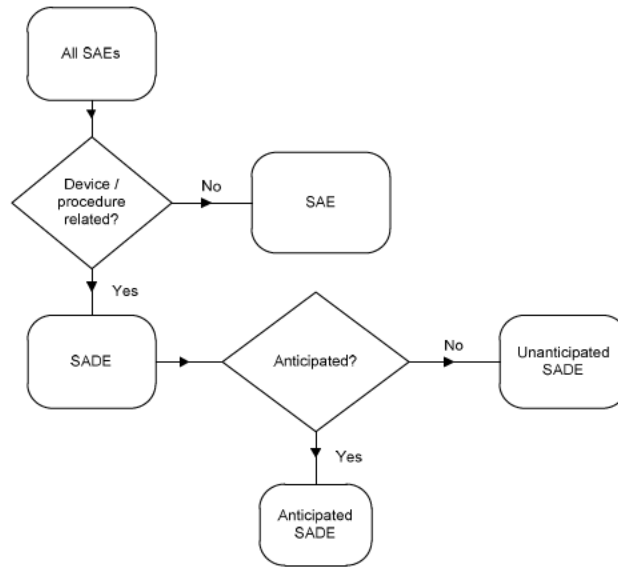 All SAEs
Device /
procedure
related?
No
SAE
Yes
SADE
Anticipated?
No
Unanticipated
SADE
Yes
Anticipated
SADE